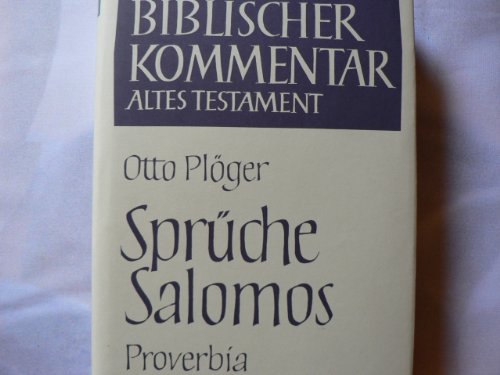 BIBLISCHER
KOMMENTAR
ALTES TESTAMENT
Otto Plöger
Sprüche
Salomos
Proverbia